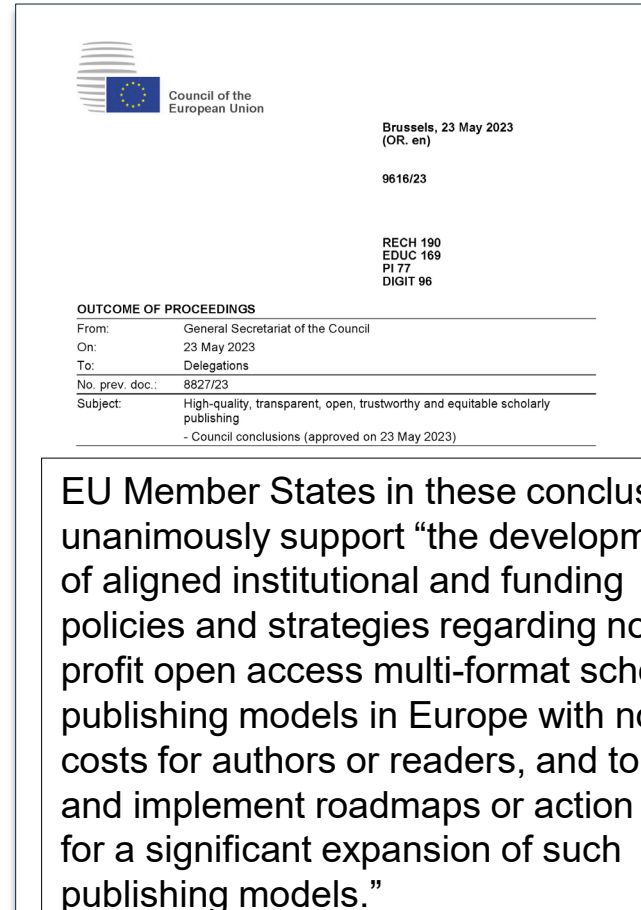 Council of the
European Union
Brussels, 23 May 2023
(OR. en)
9616/23
RECH 190
EDUC 169
PI 77
DIGIT 96
OUTCOME OF PROCEEDINGS
From: General Secretariat of the Council
On: 23 May 2023
To: Delegations
No. prev. doc.: 8827/23
Subject: High-quality, transparent, open, trustworthy and equitable scholarly
publishing
- Council conclusions (approved on 23 May 2023)
EU Member States in these
unanimously support “the
of aligned institutional and funding
policies and strategies regarding
profit open access multi-format
publishing models in Europe with
costs for authors or readers, and to
and implement roadmaps or action
for a significant expansion of such
publishing models.”